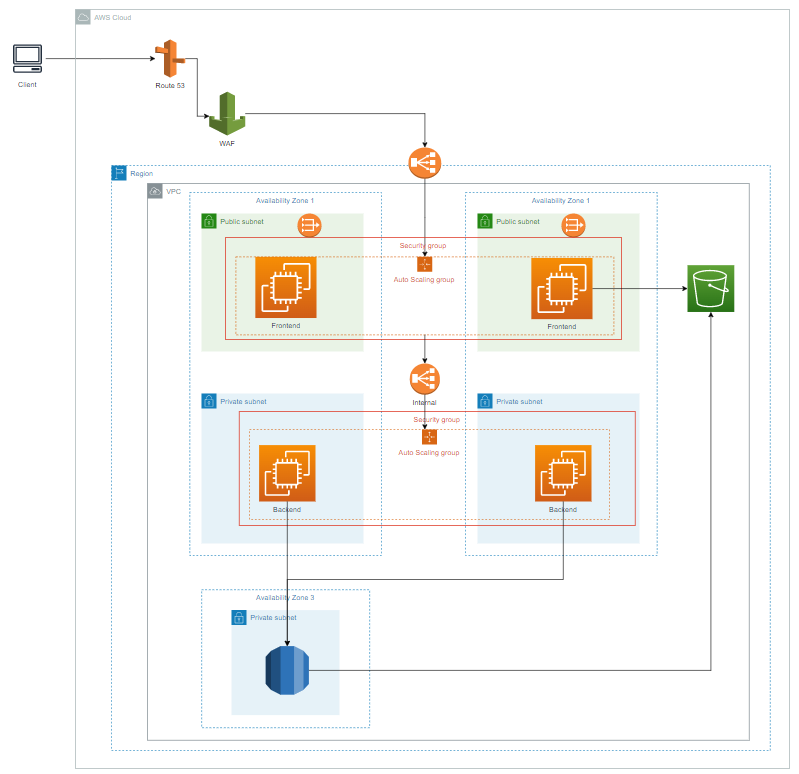 AWS Cloud
Client
Route 53
WAF
Region
VPC
Availability Zone 1
Availability Zone 1
Public subnet
Public subnet
Security group
Auto Scaling group
Frontend
Frontend
Internal
Private subnet
Private subnet
Security group
Auto Scaling group
Backend
Backend
Availability Zone 3
Private subnet